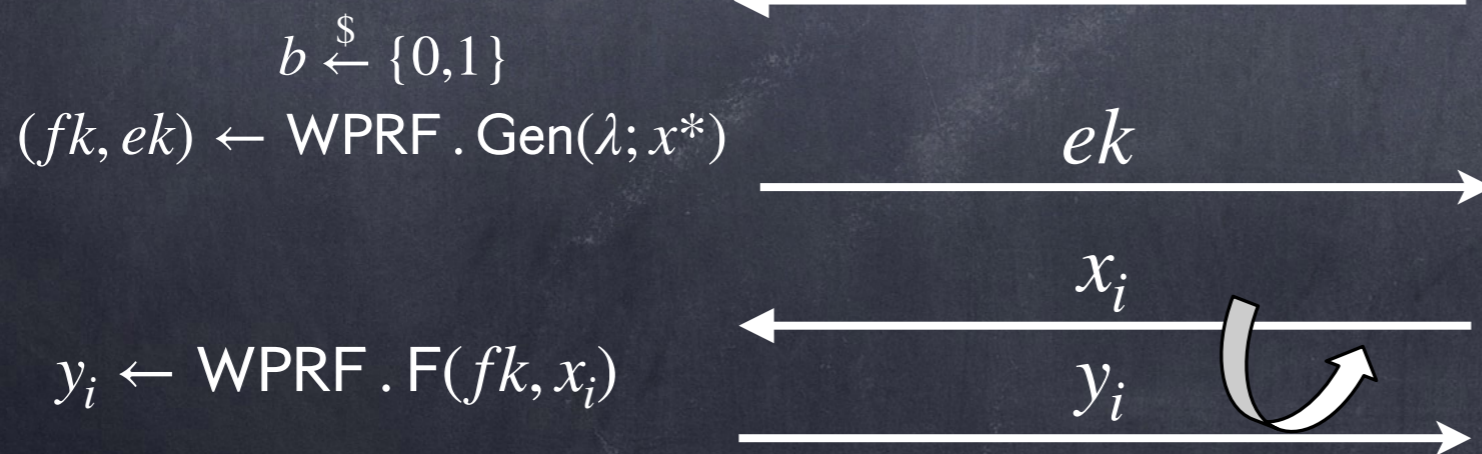 b ←$ {0,1}
(fk, ek) ← WPRF . Gen(λ; x*)
ek
x_i
y_i ← WPRF . F(fk, x_i)
y_i